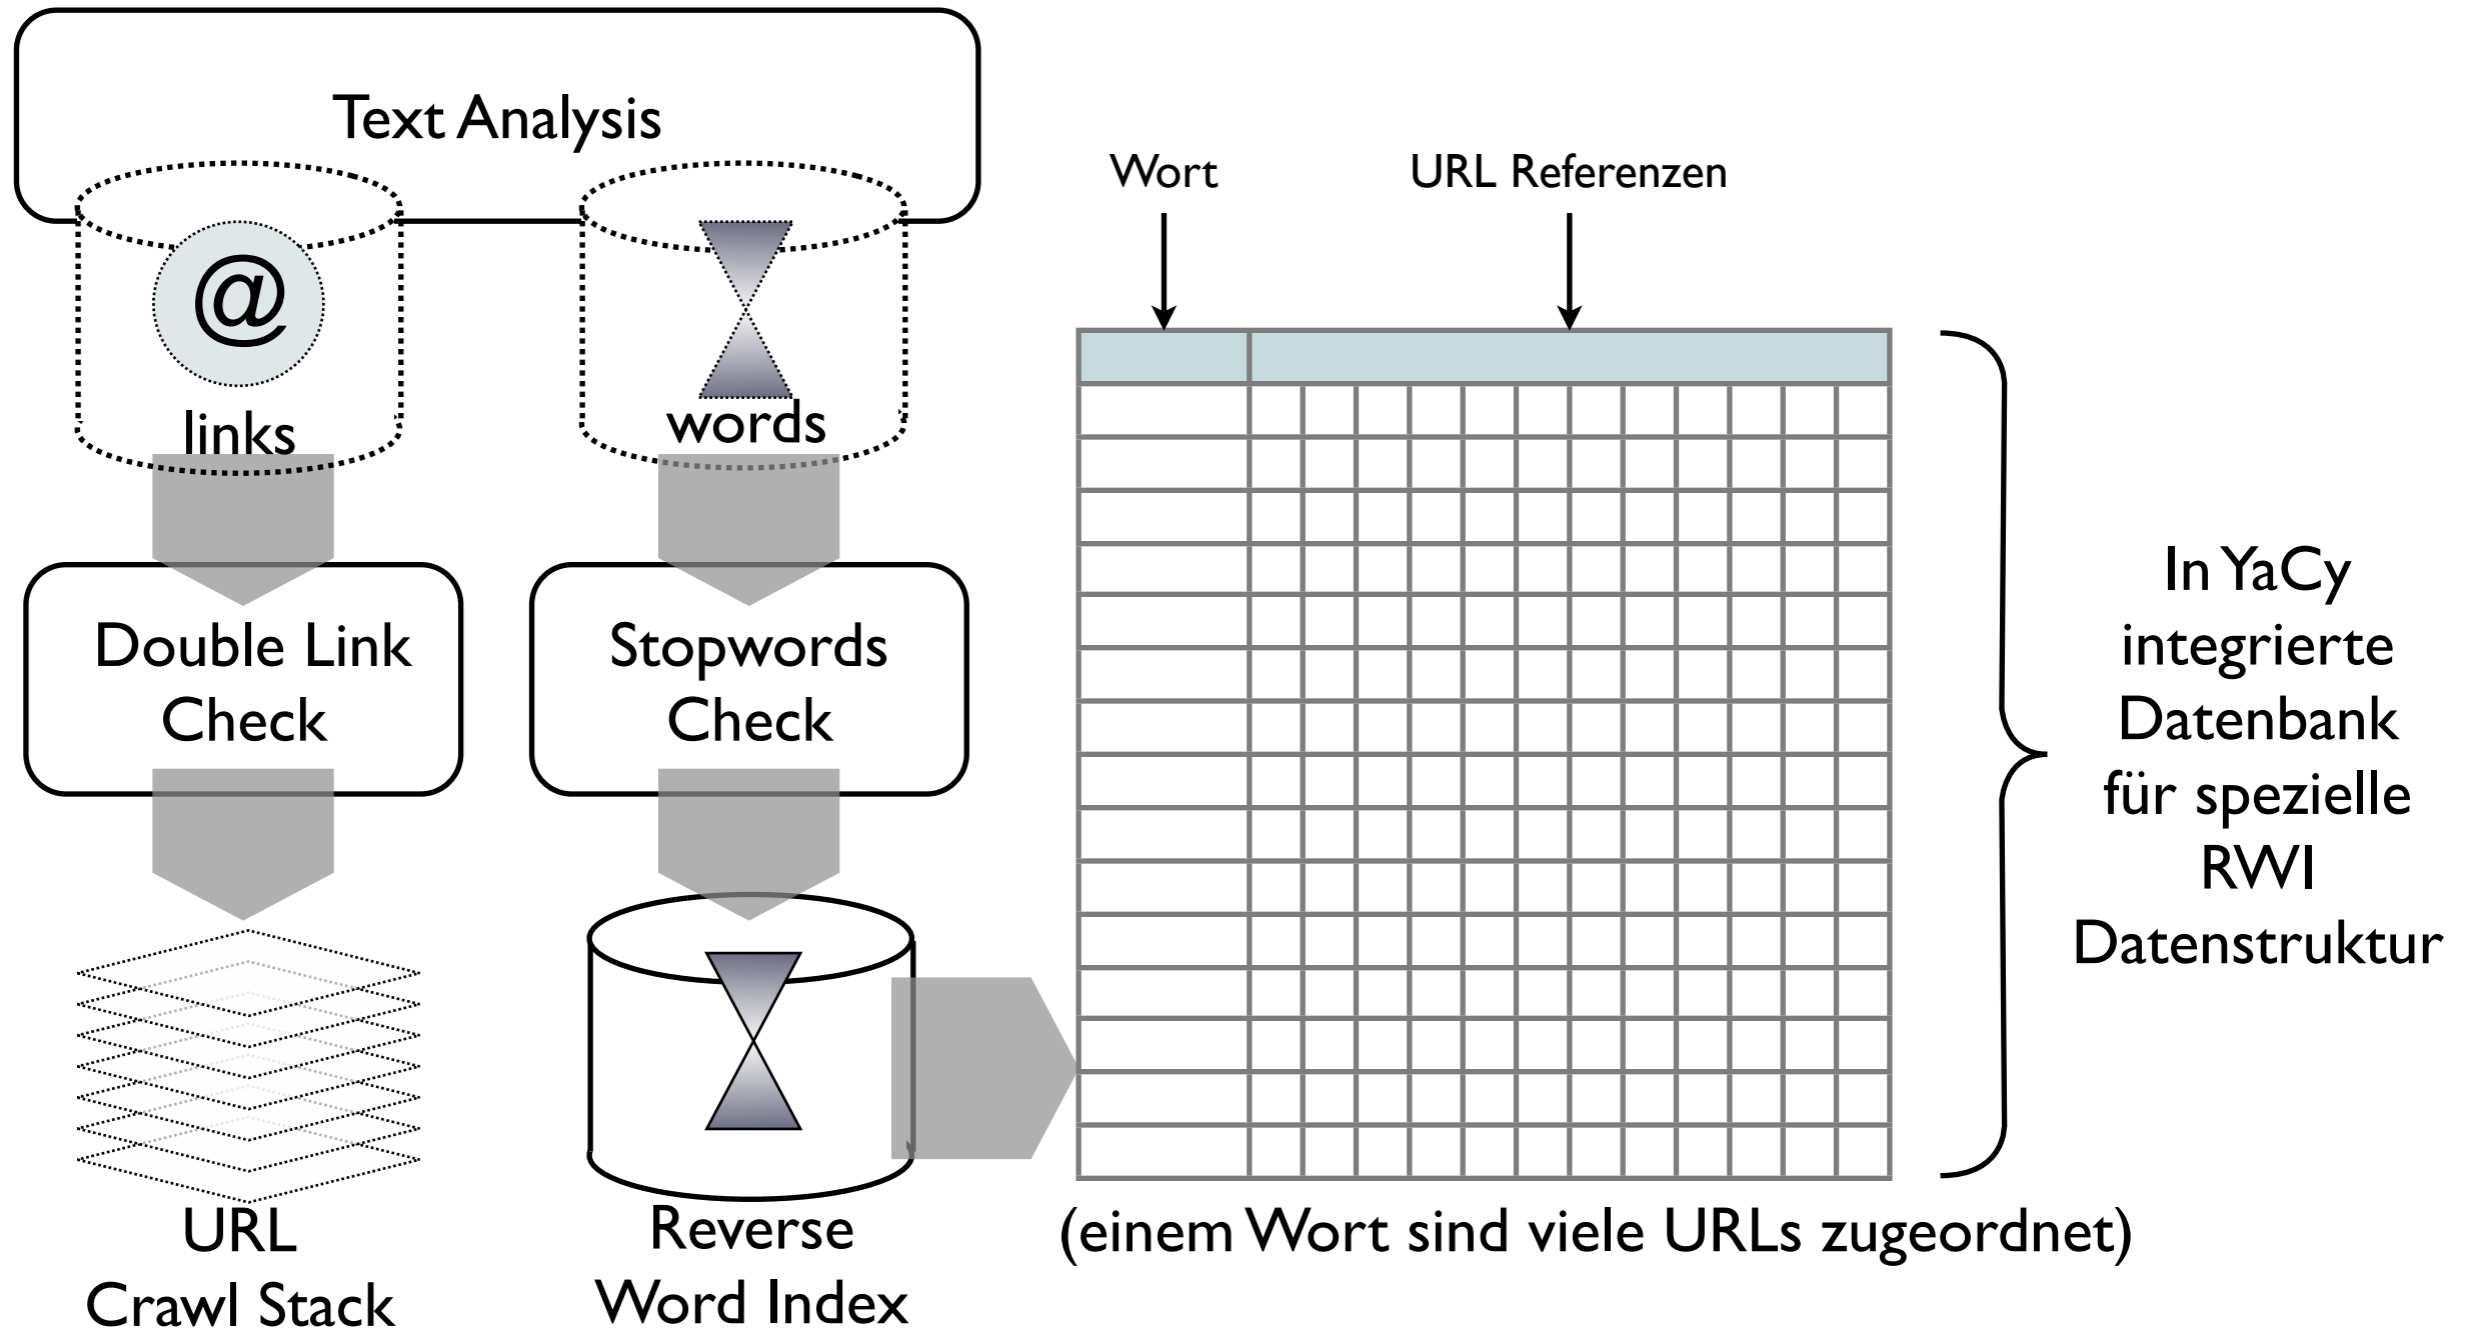 Text Analysis
@
links
words
Double Link
Check
Stopwords
Check
URL
Crawl Stack
Reverse
Word Index
Wort
URL Referenzen
(einem Wort sind viele URLs zugeordnet)
In YaCy
integrierte
Datenbank
für spezielle
RWI
Datenstruktur